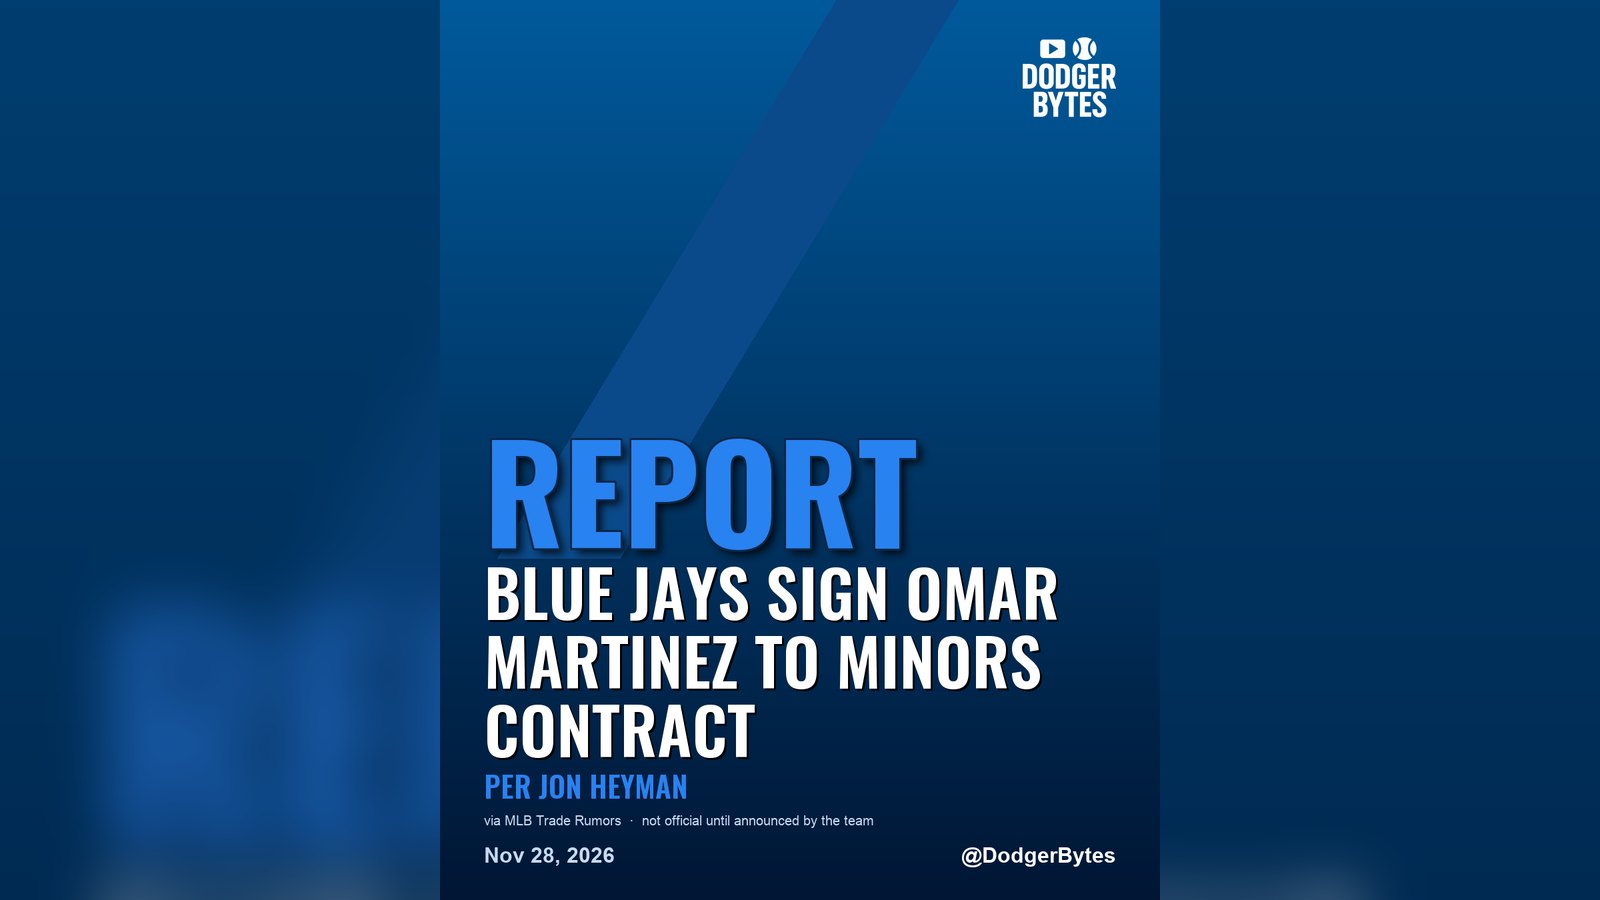 DODGER
BYTES
REPORT
BLUE JAYS SIGN OMAR
MARTINEZ TO MINORS
CONTRACT
PER JON HEYMAN
via MLB Trade Rumors · not official until announced by the team
Nov 28, 2026
@DodgerBytes